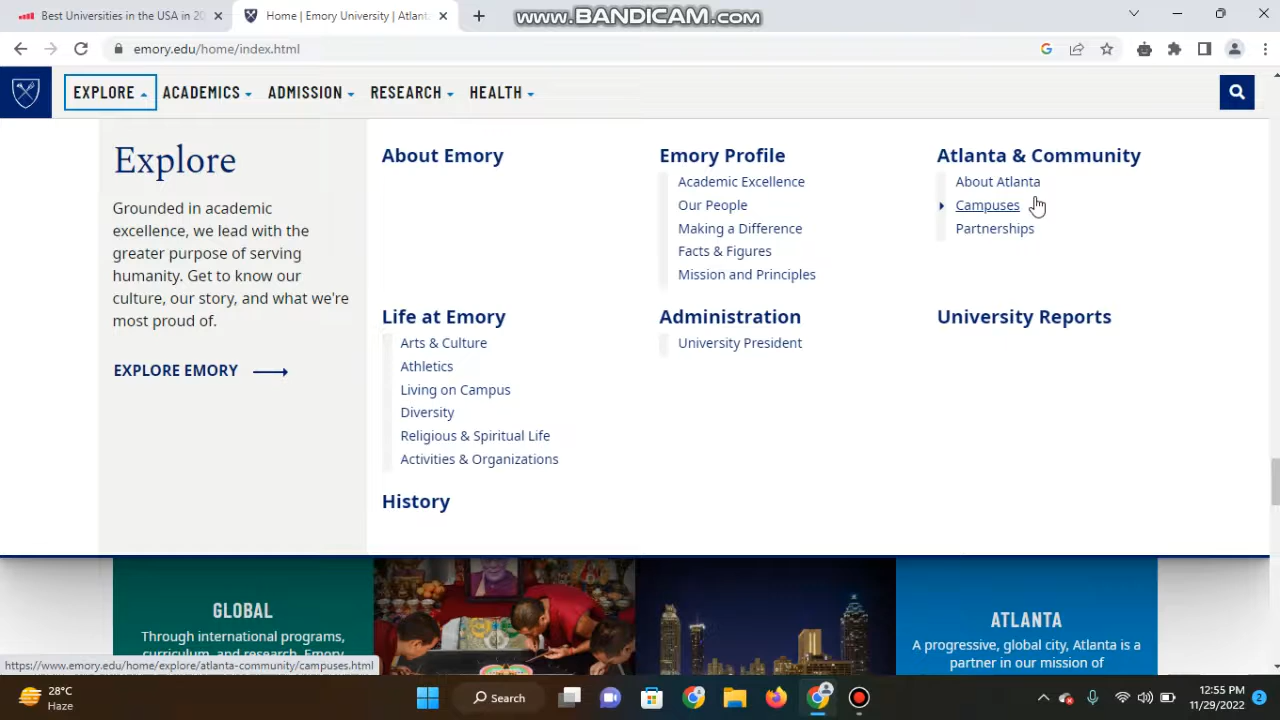 Best Universities in the USA in 20
Home | Emory University | Atlant
www.BANDICAM.com
emory.edu/home/index.html
EXPLORE
ACADEMICS
ADMISSION
RESEARCH
HEALTH
Explore
Grounded in academic
excellence, we lead with the
greater purpose of serving
humanity. Get to know our
culture, our story, and what we're
most proud of.
EXPLORE EMORY
About Emory
Emory Profile
Academic Excellence
Our People
Making a Difference
Facts & Figures
Mission and Principles
Atlanta & Community
About Atlanta
Campuses
Partnerships
Life at Emory
Arts & Culture
Athletics
Living on Campus
Diversity
Religious & Spiritual Life
Activities & Organizations
Administration
University President
University Reports
History
GLOBAL
Through international programs,
curriculum, and research, Emory
ATLANTA
A progressive, global city, Atlanta is a
partner in our mission of
https://www.emory.edu/home/explore/atlanta-community/campuses.html
28°C
Haze
Search
12:55 PM
11/29/2022
2